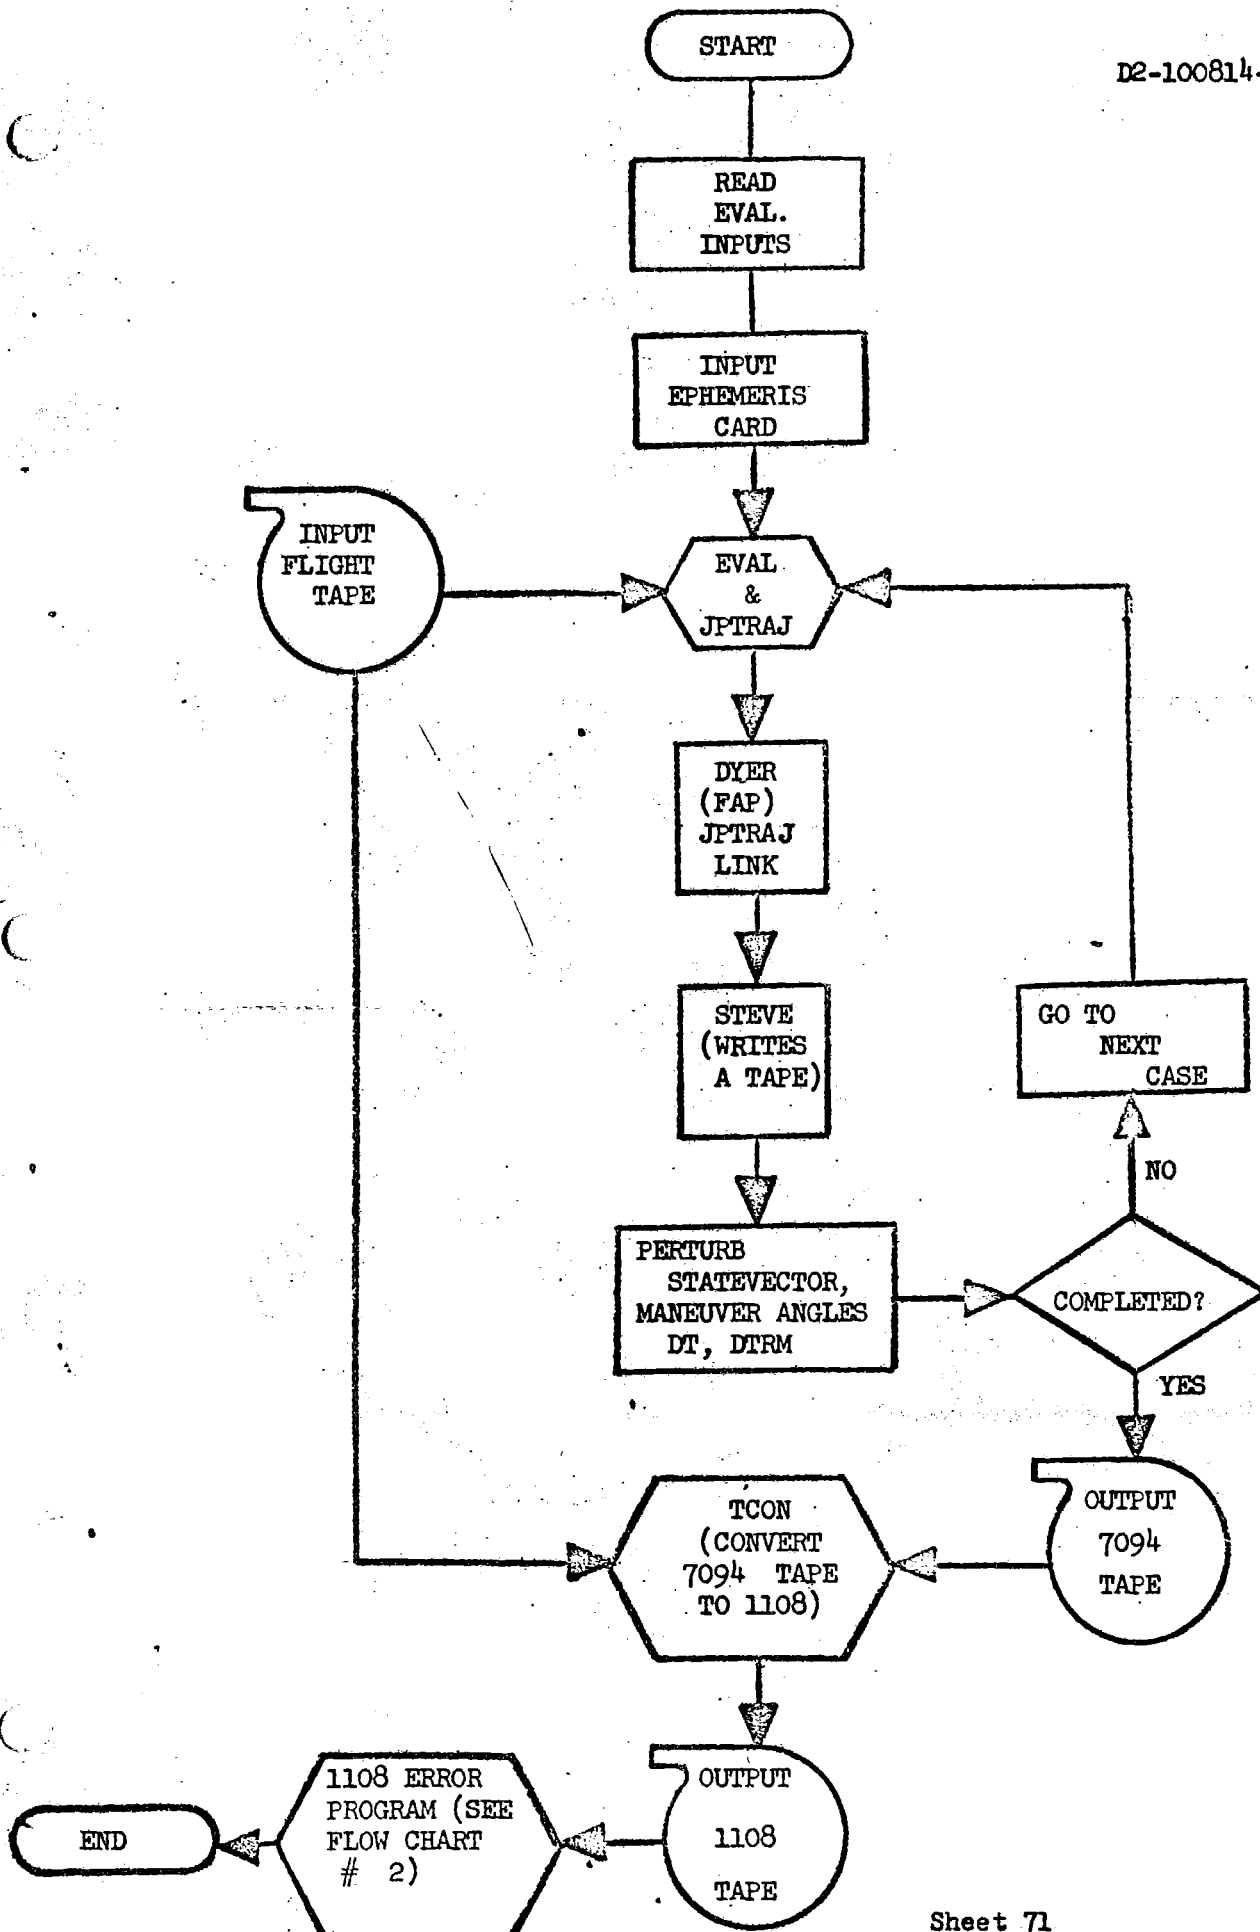 START
D2-100814-
READ
EVAL.
INPUTS
INPUT
EPHEMERIS
CARD
INPUT
FLIGHT
TAPE
EVAL
&
JPTRAJ
DYER
(FAP)
JPTRAJ
LINK
STEVE
(WRITES
A TAPE)
GO TO
NEXT
CASE
NO
PERTURB
STATEVECTOR,
MANEUVER ANGLES
DT, DTRM
COMPLETED?
YES
OUTPUT
7094
TAPE
TCON
(CONVERT
7094 TAPE
TO 1108)
OUTPUT
1108
TAPE
1108 ERROR
PROGRAM (SEE
FLOW CHART
# 2)
END
Sheet 71